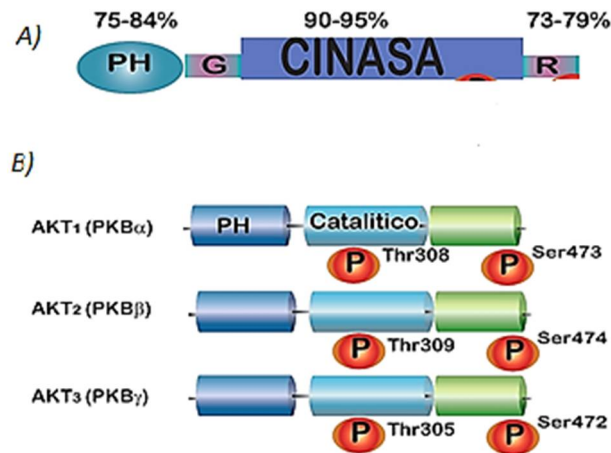 A)
75-84% 90-95% 73-79%
PH G CINASA R
B)
AKT1 (PKBα) PH Catalitico
P Thr308 P Ser473
AKT2 (PKBβ)
P Thr309 P Ser474
AKT3 (PKBγ)
P Thr305 P Ser472